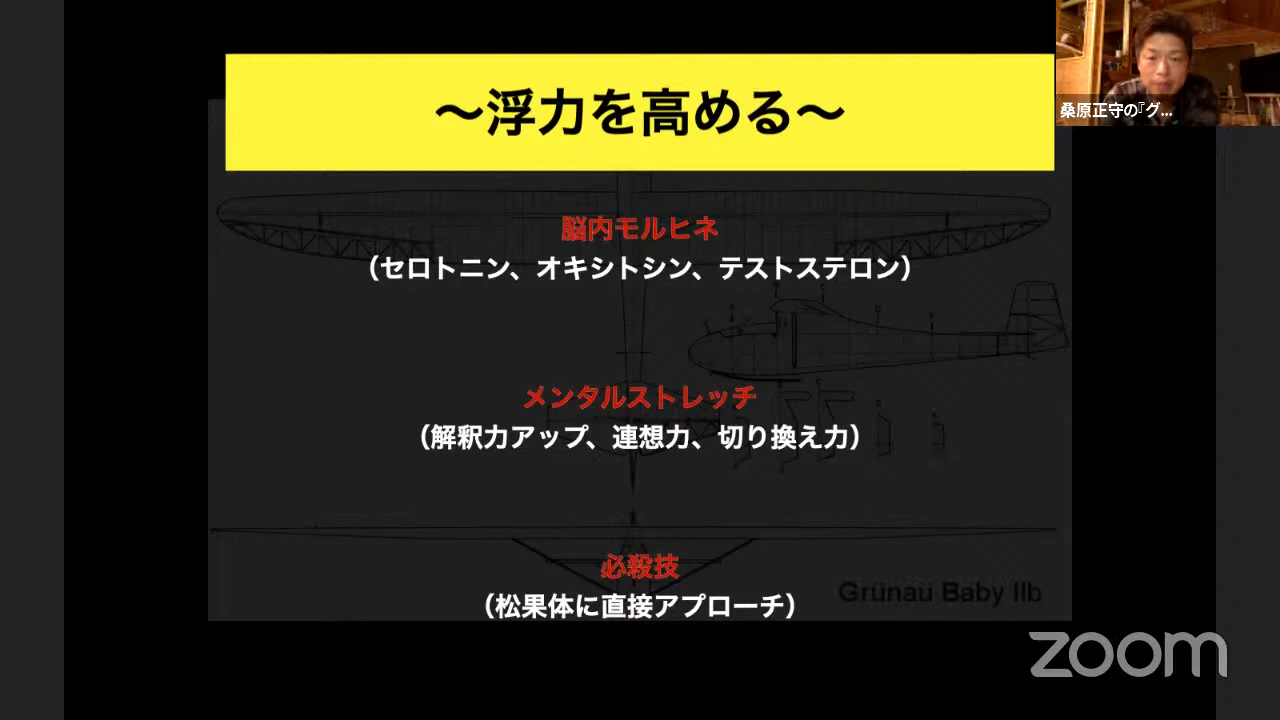 〜浮力を高める〜
桑原正守の『グ...
脳内モルヒネ
（セロトニン、オキシトシン、テストステロン）
メンタルストレッチ
（解釈力アップ、連想力、切り換え力）
必殺技
（松果体に直接アプローチ）
Grünau Baby IIb
zoom